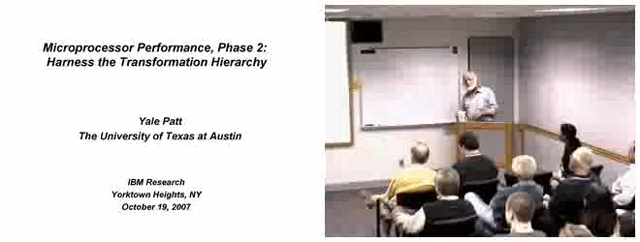 Microprocessor Performance, Phase 2:
Harness the Transformation Hierarchy
Yale Patt
The University of Texas at Austin
IBM Research
Yorktown Heights, NY
October 19, 2007